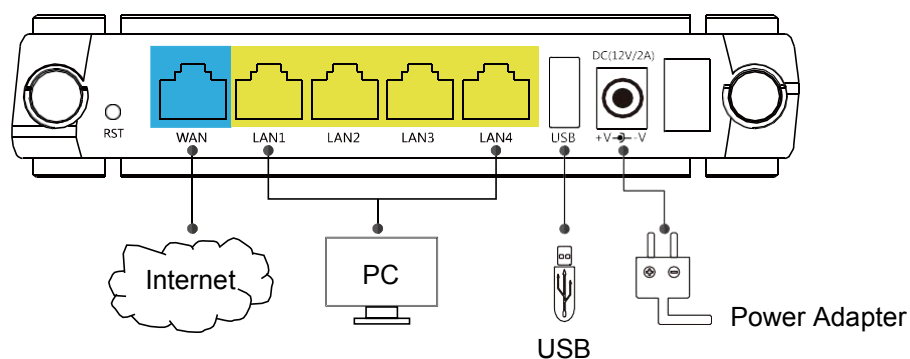 DC(12V/2A)
RST
WAN LAN1 LAN2 LAN3 LAN4 USB +V -V
Internet
PC
Power Adapter
USB